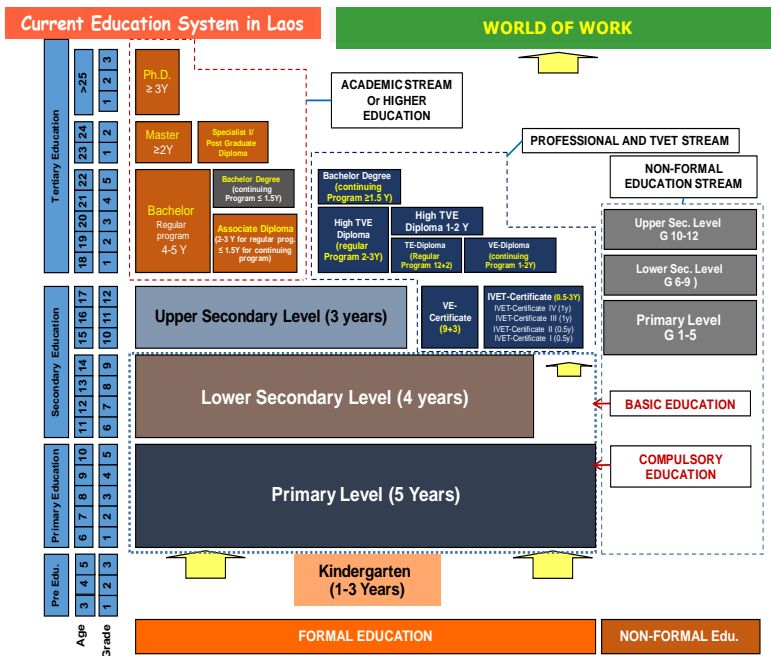 Current Education System in Laos
WORLD OF WORK
Tertiary Education
>25
3
2
1
Ph.D.
≥ 3Y
ACADEMIC STREAM
Or HIGHER
EDUCATION
24
23
2
1
Master
≥2Y
Specialist I/
Post Graduate
Diploma
PROFESSIONAL AND TVET STREAM
NON-FORMAL
EDUCATION STREAM
22
21
20
19
18
5
4
3
2
1
Bachelor
Regular
program
4-5 Y
Bachelor Degree
(continuing
Program ≤ 1.5Y)
Associate Diploma
(2-3 Y for regular prog.
≤ 1.5Y for continuing
program)
Bachelor Degree
(continuing
Program ≥1.5 Y)
High TVE
Diploma
(regular
Program 2-3Y)
High TVE
Diploma 1-2 Y
TE-Diploma
(Regular
Program 12+2)
VE-Diploma
(continuing
Program 1-2Y)
Upper Sec. Level
G 10-12
Lower Sec. Level
G 6-9 )
Primary Level
G 1-5
Secondary Education
17
16
15
12
11
10
Upper Secondary Level (3 years)
VE-
Certificate
(9+3)
IVET-Certificate (0.5-3Y)
IVET-Certificate IV (1y)
IVET-Certificate III (1y)
IVET-Certificate II (0.5y)
IVET-Certificate I (0.5y)
14
13
12
11
9
8
7
6
Lower Secondary Level (4 years)
BASIC EDUCATION
Primary Education
10
9
8
7
6
5
4
3
2
1
Primary Level (5 Years)
COMPULSORY
EDUCATION
Pre Edu.
5
4
3
3
2
1
Kindergarten
(1-3 Years)
Age
Grade
FORMAL EDUCATION
NON-FORMAL Edu.